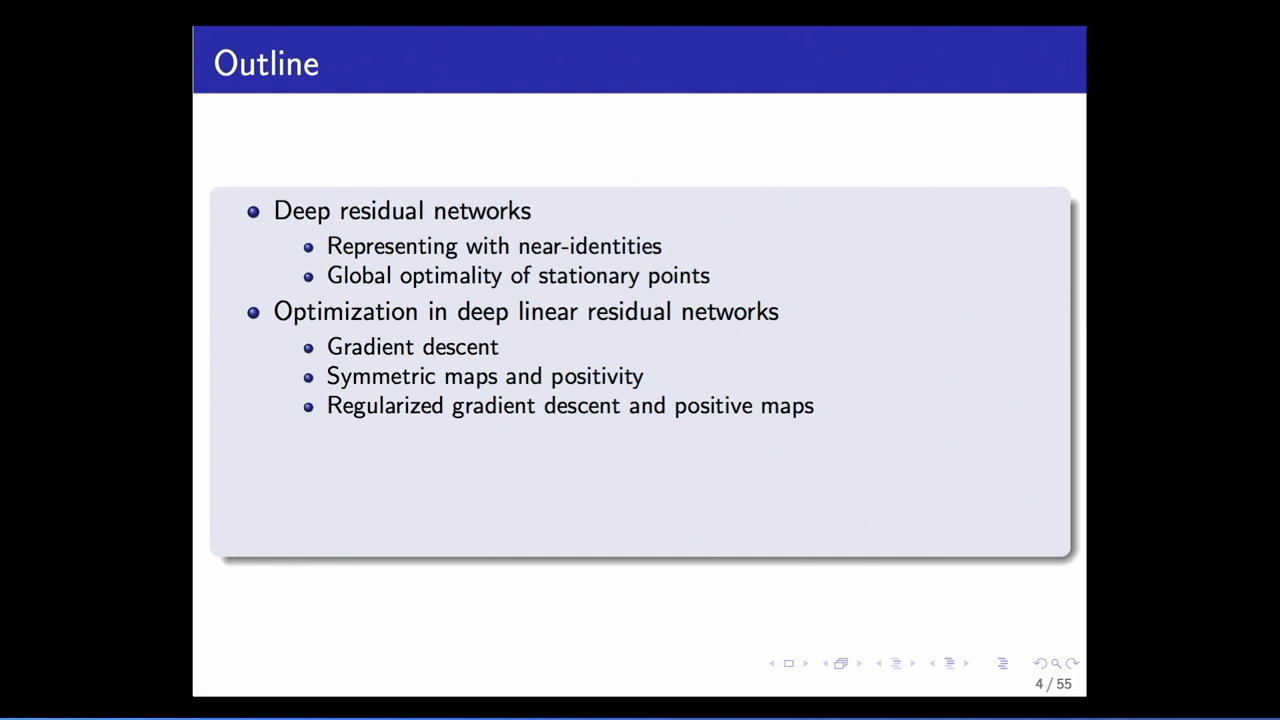 Outline
Deep residual networks
Representing with near-identities
Global optimality of stationary points
Optimization in deep linear residual networks
Gradient descent
Symmetric maps and positivity
Regularized gradient descent and positive maps
4 / 55